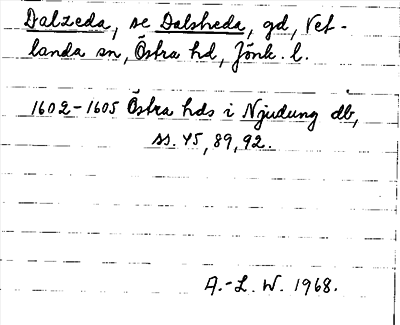 Dalzeda, se Dalsheda, gd, Vet-
landa sn, Östra hd, Jönk. l.
1602-1605 Östra hds i Njudung db,
ss. 45, 89, 92.
A.-L. W. 1968.